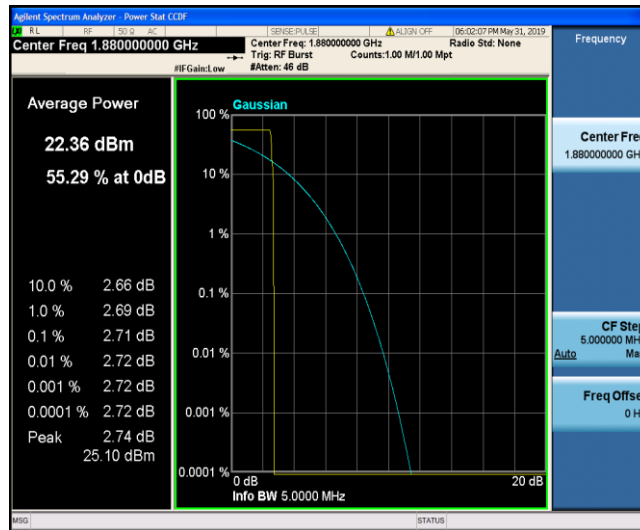 Agilent Spectrum Analyzer - Power Stat CCDF
RL RF 50 Ω AC SENSE:PULSE ALIGN OFF 06:02:07 PM May 31, 2019
Center Freq 1.880000000 GHz
Center Freq: 1.880000000 GHz Radio Std: None
Trig: RF Burst Counts:1.00 M/1.00 Mpt
#IFGain:Low #Atten: 46 dB
Frequency
Average Power
22.36 dBm
55.29 % at 0dB
10.0 % 2.66 dB
1.0 % 2.69 dB
0.1 % 2.71 dB
0.01 % 2.72 dB
0.001 % 2.72 dB
0.0001 % 2.72 dB
Peak 2.74 dB
25.10 dBm
Gaussian
100 %
10 %
1 %
0.1 %
0.01 %
0.001 %
0.0001 %
0 dB 20 dB
Info BW 5.0000 MHz
Center Fre
1.880000000 GH
CF Step
5.000000 MH
Auto Ma
Freq Offse
0 H
MSG STATUS